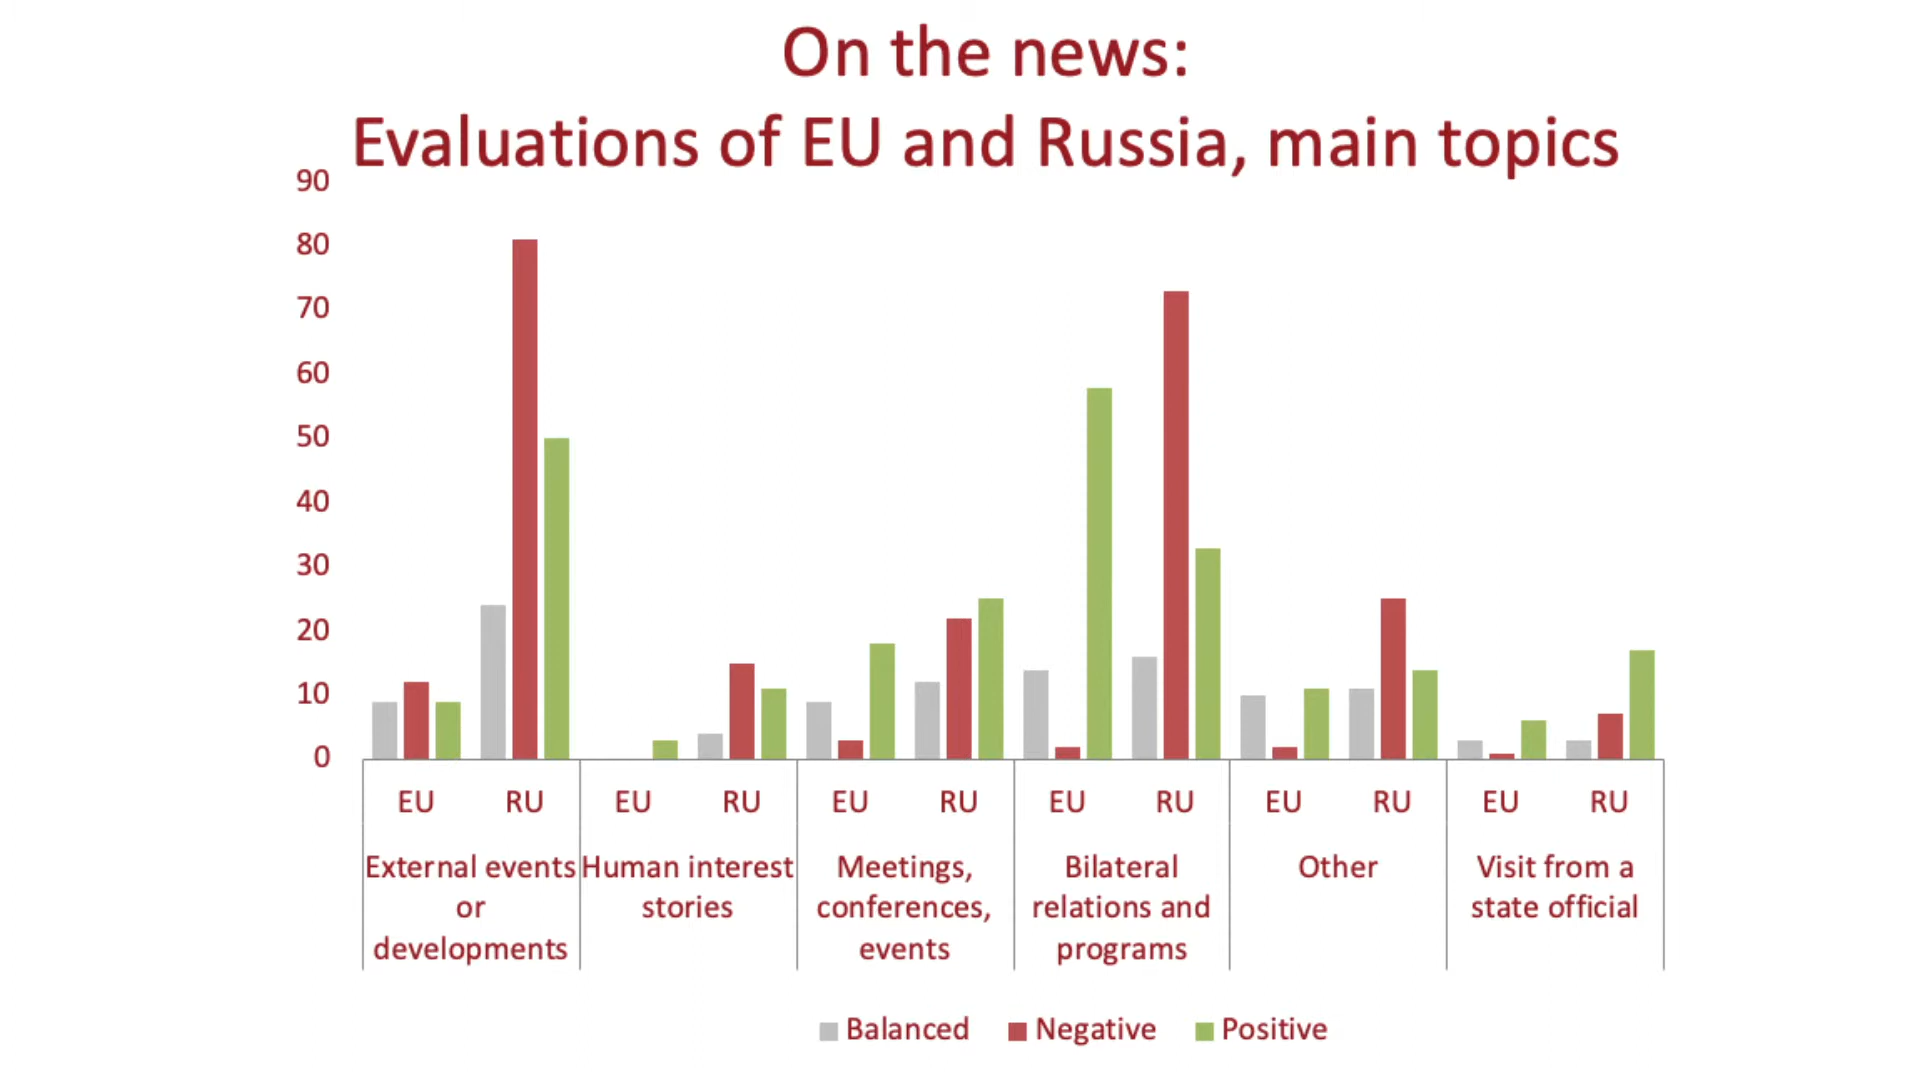 On the news:
Evaluations of EU and Russia, main topics
90
80
70
60
50
40
30
20
10
0
EU RU EU RU EU RU EU RU EU RU EU RU
External events
or
developments
Human interest
stories
Meetings,
conferences,
events
Bilateral
relations and
programs
Other
Visit from a
state official
Balanced Negative Positive